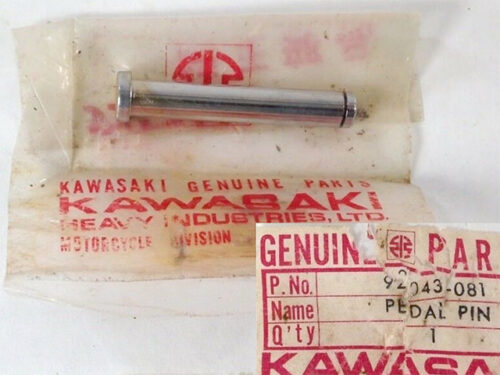 KAWASAKI GENUINE PARTS
KAWASAKI
HEAVY INDUSTRIES, LTD.
MOTORCYCLE DIVISION
GENUINE PAR
P.No. 92043-081
Name PEDAL PIN
Q'ty 1
KAWASA